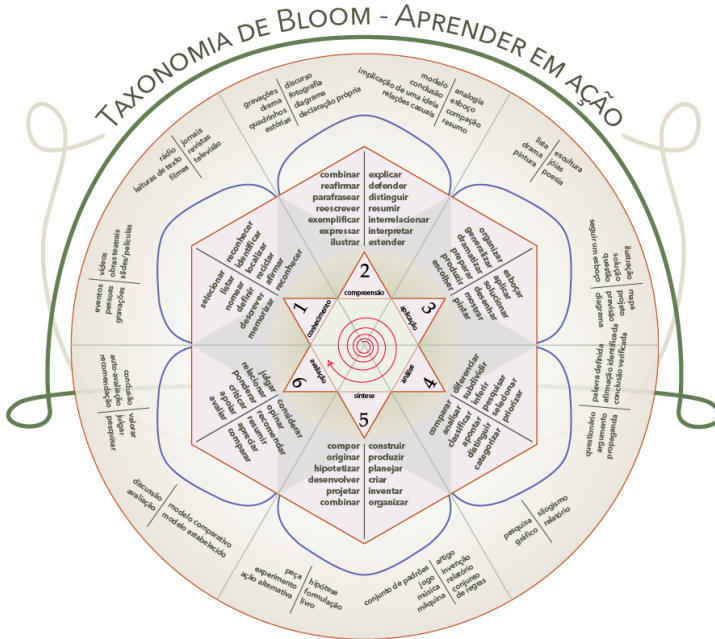 TAXONOMIA DE BLOOM - APRENDER EM AÇÃO
gravações
drama
quadrinhos
estórias
discurso
fotografia
diagrama
declaração própria
modelo
conclusão
implicação de uma ideia
relações casuais
analogia
esboço
compação
resumo
rádio
leituras de texto
filmes
jornais
revistas
televisão
lista
drama
pintura
escultura
jóias
poesia
vídeos
obras teatrais
slides/ películas
eventos
pessoas
gravações
ilustração
solução
questão
seguir um esboço
mapa
projeto
previsão
diagrama
combinar
reafirmar
parafrasear
reescrever
exemplificar
expressar
ilustrar
explicar
defender
distinguir
resumir
interrelacionar
interpretar
estender
2
compreensão
selecionar
listar
nomear
definir
descrever
memorizar
reconhecer
identificar
localizar
recidar
afirmar
reconhecer
1
conhecimento
organizar
generalizar
dramatizar
preparar
produzir
escolher
esboçar
aplicar
solucionar
desenhar
mostrar
pintar
3
aplicação
comparar
analisar
classificar
apontar
distinguir
categorizar
diferenciar
subdividir
inferir
pesquisar
selecionar
priorizar
4
análise
julgar
relacionar
ponderar
criticar
apoiar
avaliar
considerar
opinar
recomendar
resumir
apreciar
comparar
6
avaliação
síntese
5
compor
originar
hipotetizar
desenvolver
projetar
combinar
construir
produzir
planejar
criar
inventar
organizar
conclusão
auto-avaliação
recomendação
valorar
julgar
pesquisar
palavra definida
afirmação identificada
conclusão verificada
questionário
argumento
propaganda
discussão
avaliação
modelo comparativo
modelo estabelecido
pesquisa
gráfico
silogismo
relatório
peça
experimento
ação alternativa
hipótese
formulação
livro
conjunto de padrões
jogo
música
máquina
artigo
invenção
relatório
conjunto
de regras